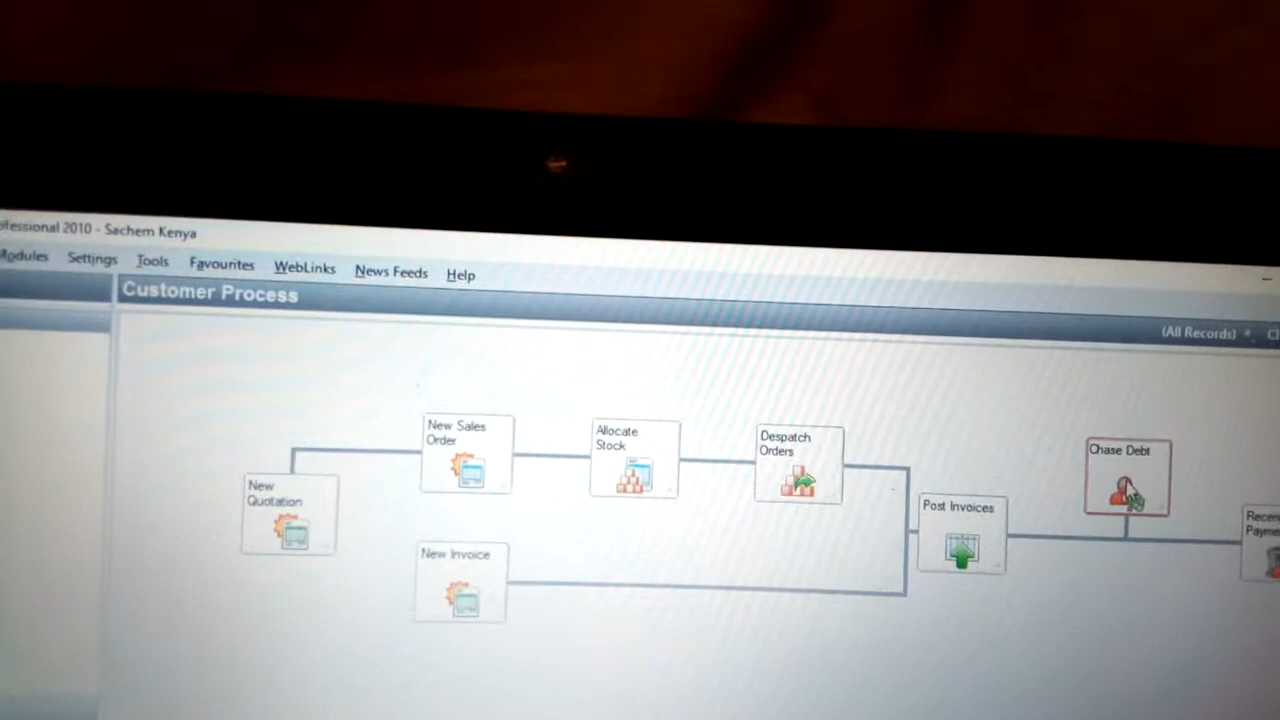 ofessional 2010 - Sachem Kenya
Modules Settings Tools Favourites WebLinks News Feeds Help
Customer Process
(All Records)
New Sales
Order
Allocate
Stock
Despatch
Orders
Chase Debt
New
Quotation
Post Invoices
New Invoice